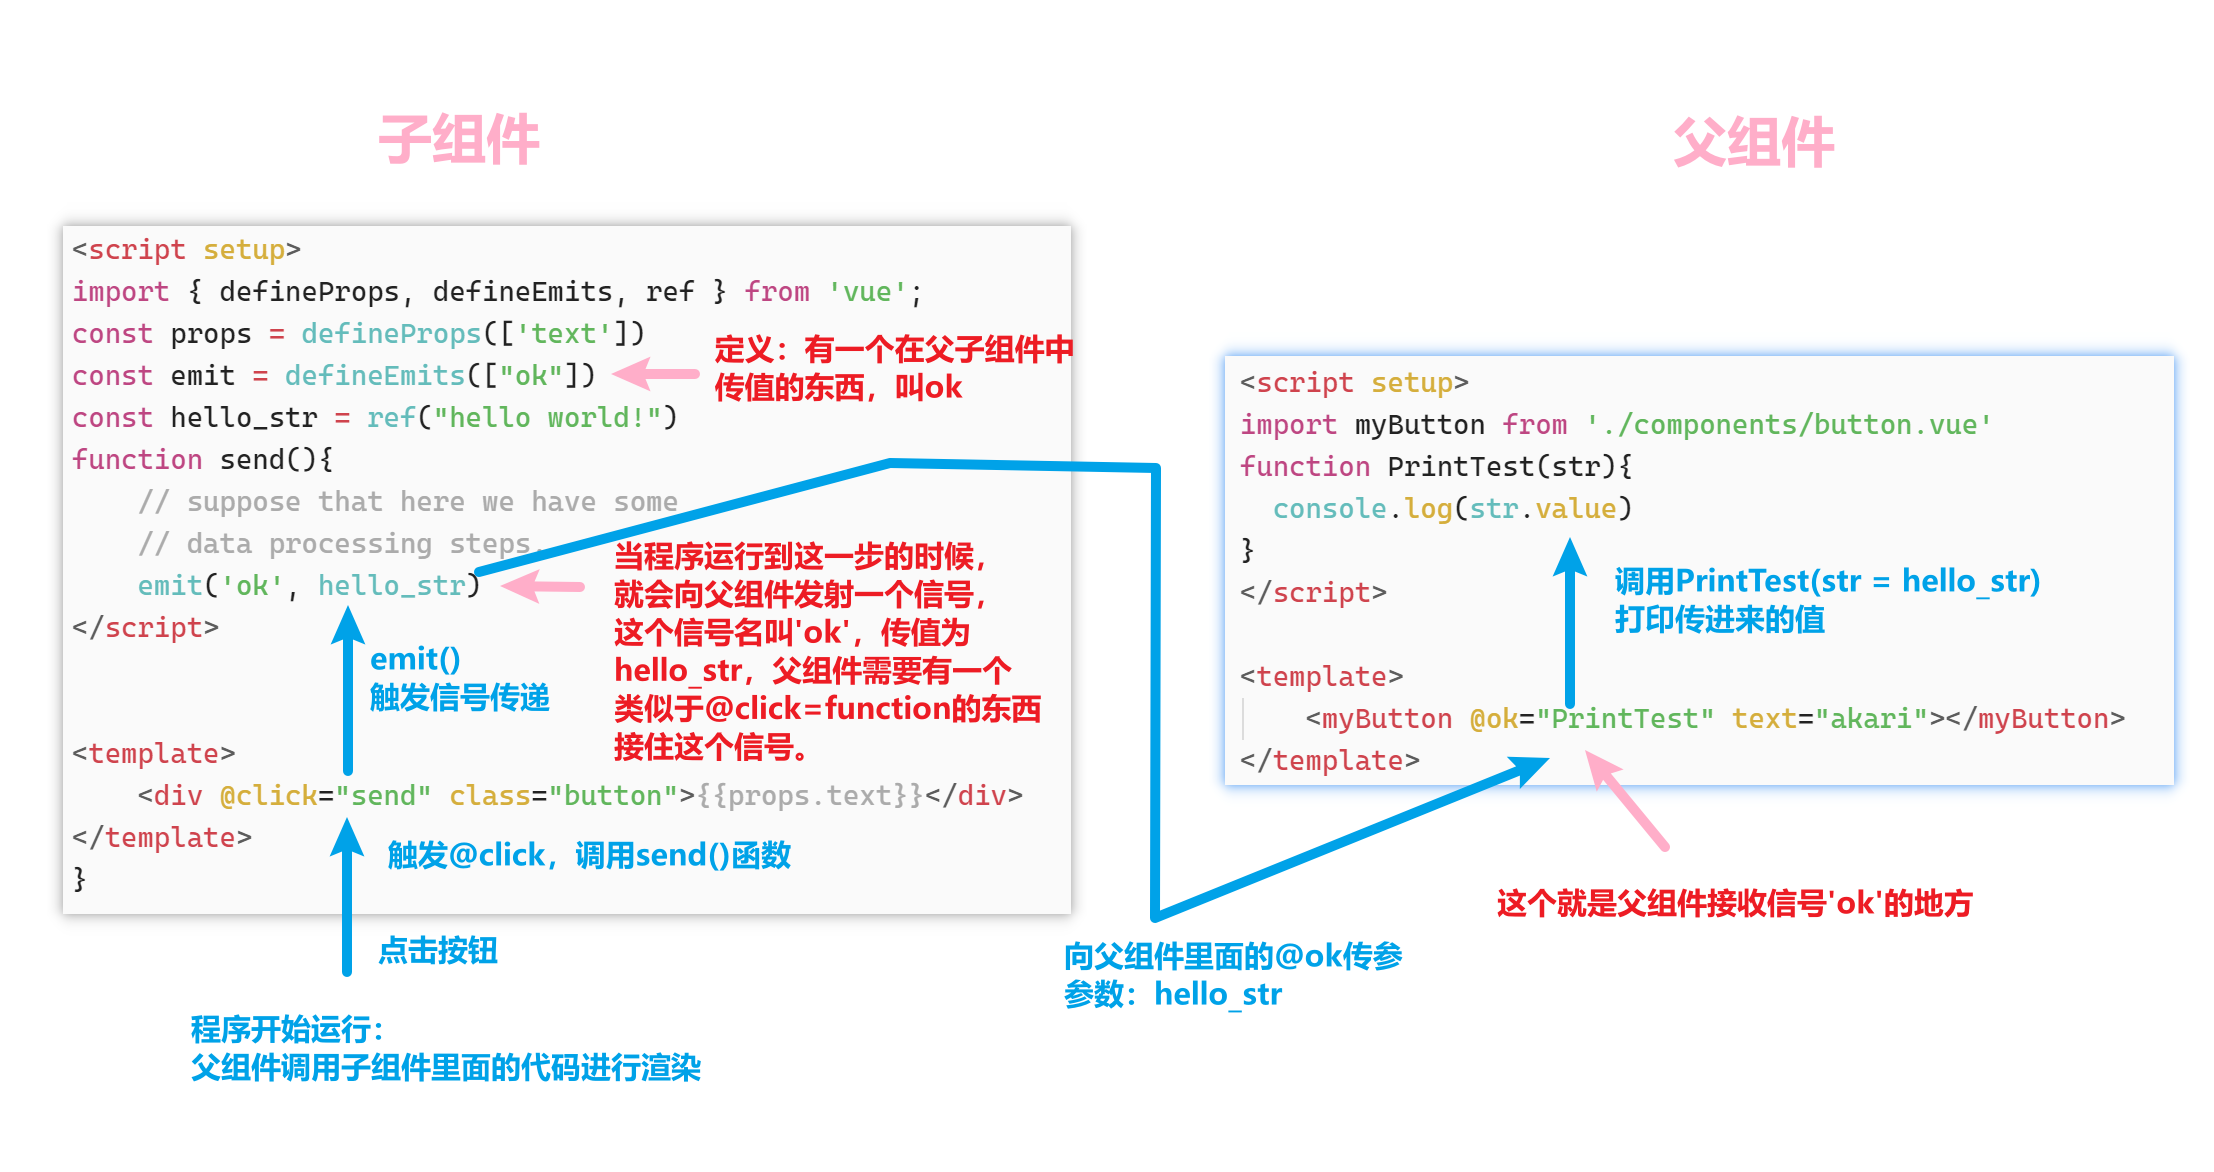 子组件
<script setup>
import { defineProps, defineEmits, ref } from 'vue';
const props = defineProps(['text'])
const emit = defineEmits(["ok"])
const hello_str = ref("hello world!")
function send(){
    // suppose that here we have some
    // data processing steps.
    emit('ok', hello_str)
</script>
<template>
    <div @click="send" class="button">{{props.text}}</div>
</template>
}
定义：有一个在父子组件中
传值的东西，叫ok
当程序运行到这一步的时候，
就会向父组件发射一个信号，
这个信号名叫'ok'，传值为
hello_str，父组件需要有一个
类似于@click=function的东西
接住这个信号。
emit()
触发信号传递
触发@click，调用send()函数
点击按钮
程序开始运行：
父组件调用子组件里面的代码进行渲染
父组件
<script setup>
import myButton from './components/button.vue'
function PrintTest(str){
  console.log(str.value)
}
</script>
<template>
    <myButton @ok="PrintTest" text="akari"></myButton>
</template>
调用PrintTest(str = hello_str)
打印传进来的值
这个就是父组件接收信号'ok'的地方
向父组件里面的@ok传参
参数：hello_str